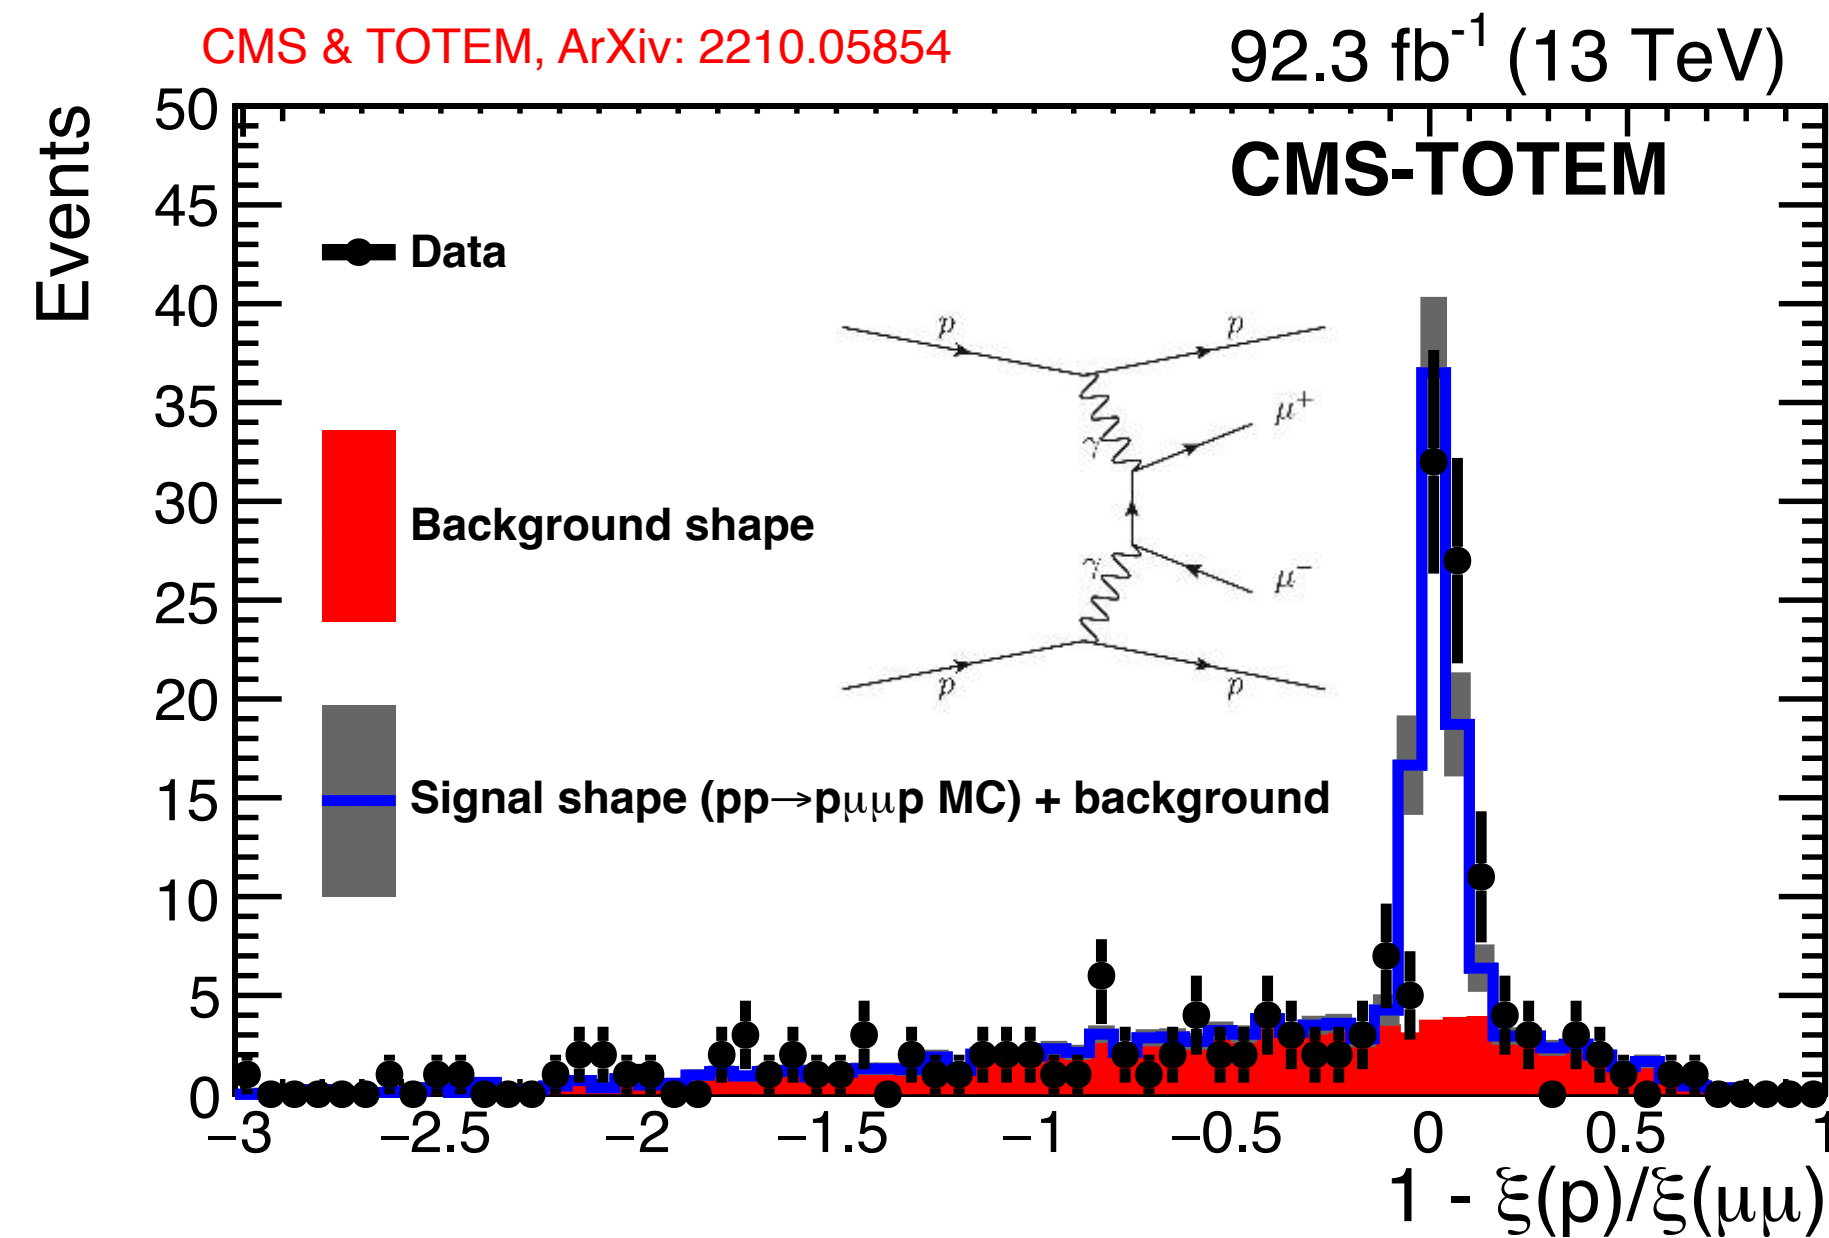 CMS & TOTEM, ArXiv: 2210.05854
92.3 fb⁻¹ (13 TeV)
Events
50
45
40
35
30
25
20
15
10
5
0
CMS-TOTEM
Data
Background shape
Signal shape (pp→pμμp MC) + background
p
p
μ⁺
γ
γ
μ⁻
p
p
−3
−2.5
−2
−1.5
−1
−0.5
0
0.5
1
1 - ξ(p)/ξ(μμ)